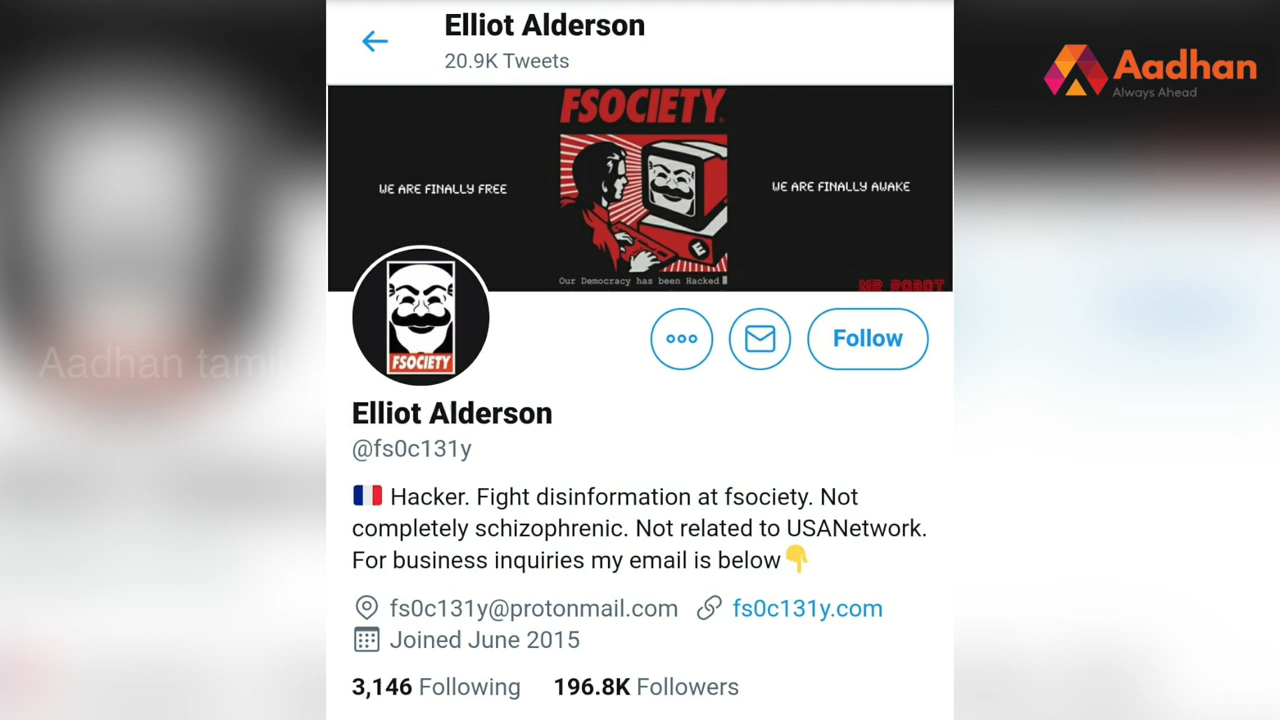 Elliot Alderson
20.9K Tweets
Aadhan
Always Ahead
FSOCIETY
WE ARE FINALLY FREE
WE ARE FINALLY AWAKE
Our Democracy has been Hacked
MR ROBOT
FSOCIETY
Follow
Aadhan tamil
Elliot Alderson
@fs0c131y
🇫🇷 Hacker. Fight disinformation at fsociety. Not
completely schizophrenic. Not related to USANetwork.
For business inquiries my email is below👇
fs0c131y@protonmail.com fs0c131y.com
Joined June 2015
3,146 Following 196.8K Followers